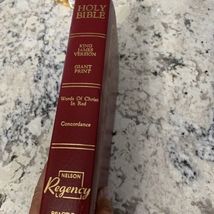 HOLY
BIBLE
KING
JAMES
VERSION
GIANT
PRINT
Words Of Christ
In Red
Concordance
NELSON
Regency